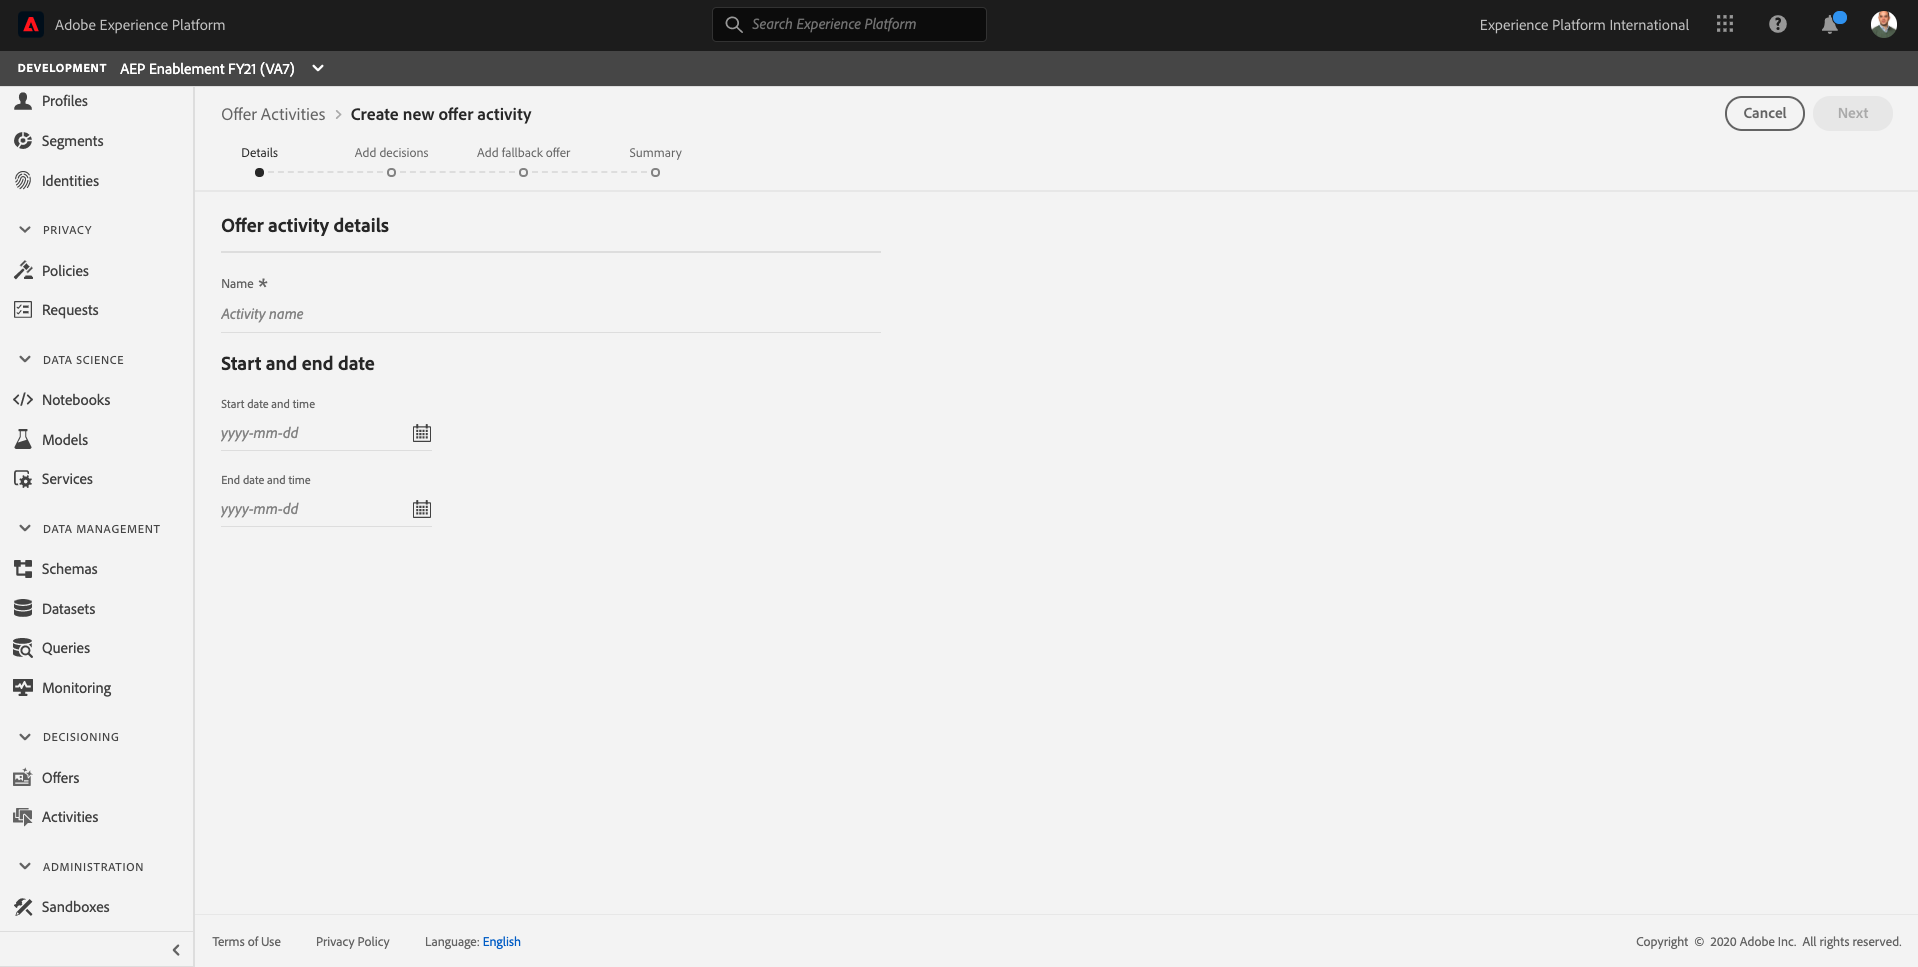 Adobe Experience Platform
Search Experience Platform
Experience Platform International
DEVELOPMENT AEP Enablement FY21 (VA7)
Profiles
Segments
Identities
PRIVACY
Policies
Requests
DATA SCIENCE
Notebooks
Models
Services
DATA MANAGEMENT
Schemas
Datasets
Queries
Monitoring
DECISIONING
Offers
Activities
ADMINISTRATION
Sandboxes
Offer Activities > Create new offer activity
Cancel
Next
Details Add decisions Add fallback offer Summary
Offer activity details
Name *
Activity name
Start and end date
Start date and time
yyyy-mm-dd
End date and time
yyyy-mm-dd
Terms of Use Privacy Policy Language: English
Copyright © 2020 Adobe Inc. All rights reserved.